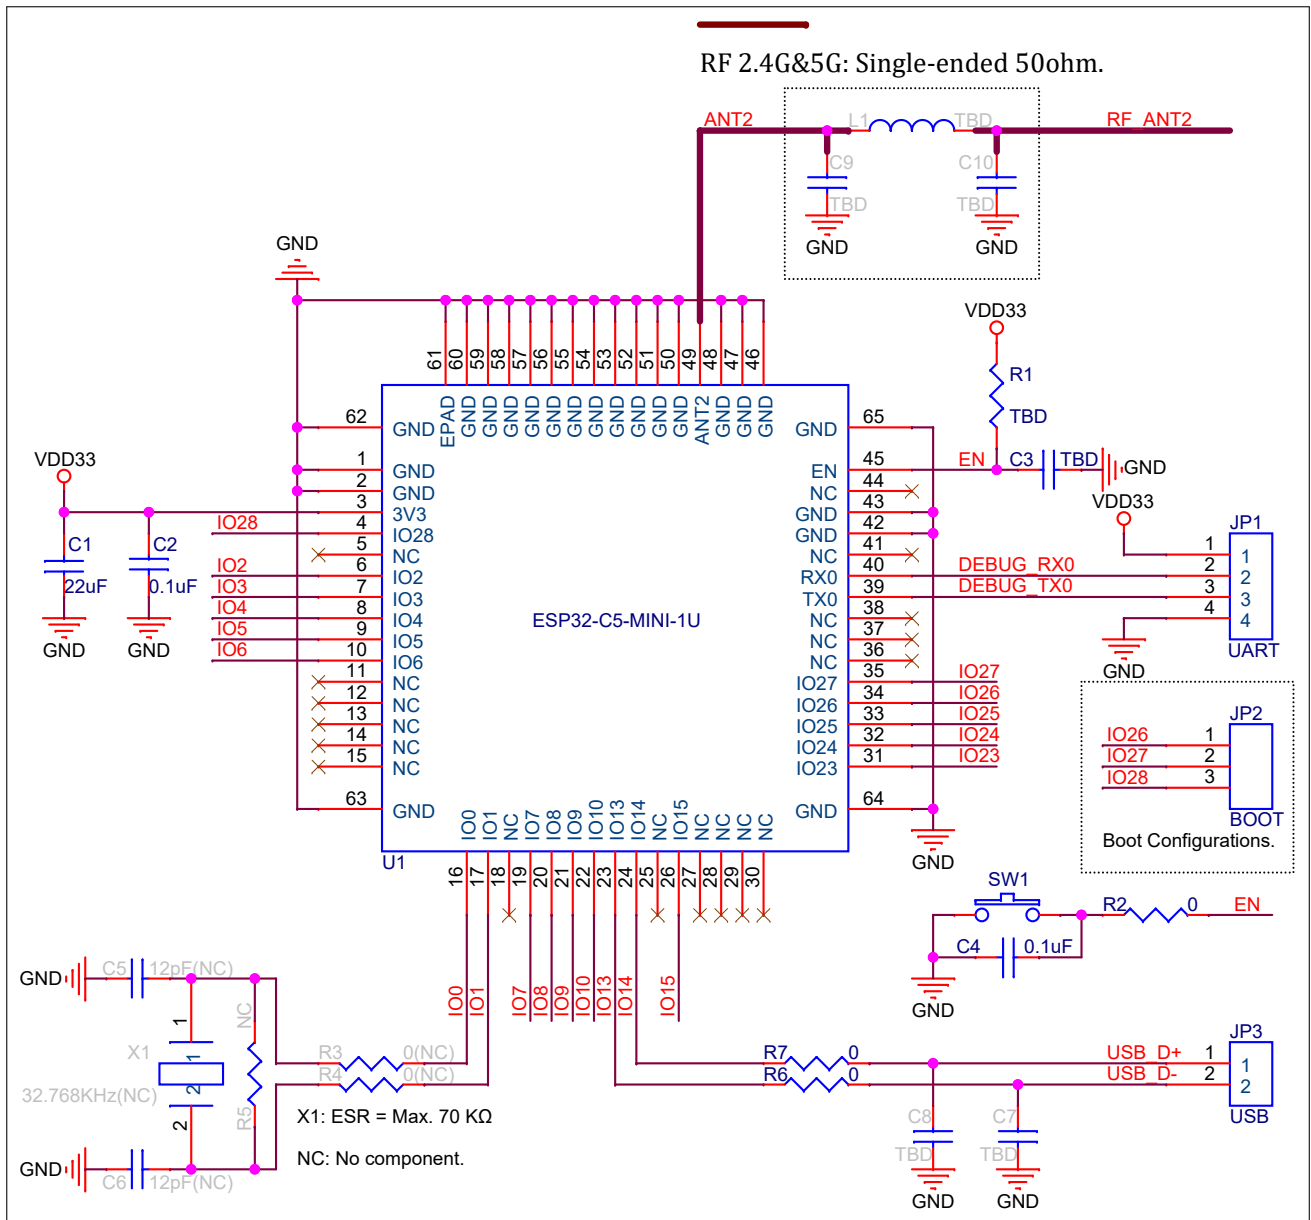 RF 2.4G&5G: Single-ended 50ohm.
ANT2
L1
TBD
RF_ANT2
C9
TBD
GND
C10
TBD
GND
GND
61
60
59
58
57
56
55
54
53
52
51
50
49
48
47
46
EPAD
GND
GND
GND
GND
GND
GND
GND
GND
GND
GND
GND
ANT2
GND
GND
GND
VDD33
R1
TBD
EN
C3
TBD
GND
VDD33
C1
22uF
GND
C2
0.1uF
GND
62
GND
1
GND
2
GND
3
3V3
IO28
4
IO28
5
NC
IO2
6
IO2
IO3
7
IO3
IO4
8
IO4
IO5
9
IO5
IO6
10
IO6
11
NC
12
NC
13
NC
14
NC
15
NC
63
GND
ESP32-C5-MINI-1U
U1
GND
65
EN
45
NC
44
GND
43
GND
42
NC
41
RX0
40
DEBUG_RX0
TX0
39
DEBUG_TX0
NC
38
NC
37
NC
36
IO27
35
IO27
IO26
34
IO26
IO25
33
IO25
IO24
32
IO24
IO23
31
IO23
GND
64
GND
VDD33
JP1
1
1
2
2
3
3
4
4
UART
GND
JP2
IO26
1
IO27
2
IO28
3
BOOT
Boot Configurations.
IO0
IO1
NC
IO7
IO8
IO9
IO10
IO13
IO14
NC
IO15
NC
NC
NC
NC
16
17
18
19
20
21
22
23
24
25
26
27
28
29
30
IO0
IO1
IO7
IO8
IO9
IO10
IO13
IO14
IO15
SW1
R2
0
EN
C4
0.1uF
GND
GND
C5
12pF(NC)
1
NC
X1
1
2
32.768KHz(NC)
R5
2
GND
C6
12pF(NC)
R3
0(NC)
R4
0(NC)
X1: ESR = Max. 70 KΩ
NC: No component.
R7
0
R6
0
USB_D+
1
1
USB_D-
2
2
JP3
USB
C8
TBD
GND
C7
TBD
GND